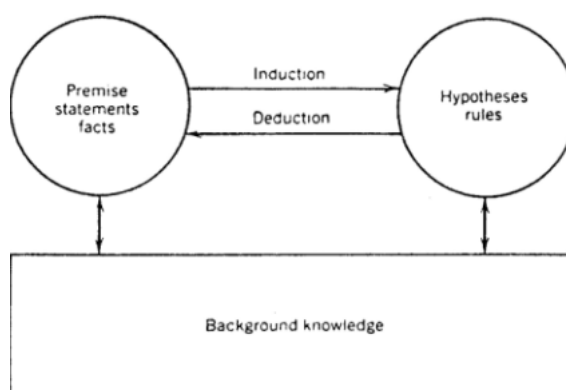 Premise
statements
facts
Induction
Deduction
Hypotheses
rules
Background knowledge